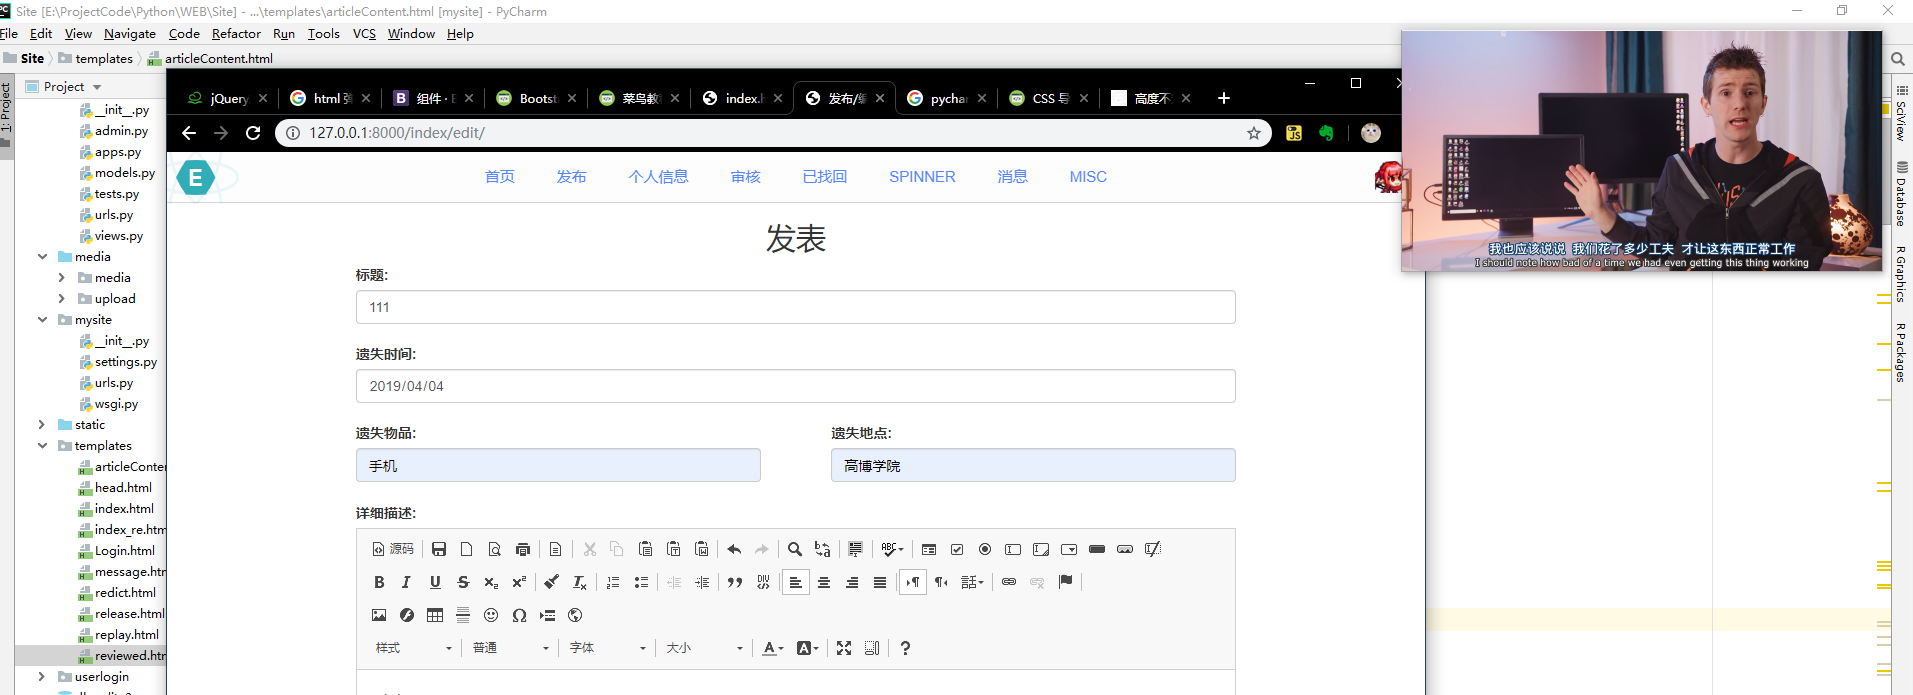 Site [E:\ProjectCode\Python\WEB\Site] - ...\templates\articleContent.html [mysite] - PyCharm
File Edit View Navigate Code Refactor Run Tools VCS Window Help
Site templates articleContent.html
1: Project
Project
__init__.py
admin.py
apps.py
models.py
tests.py
urls.py
views.py
media
media
upload
mysite
__init__.py
settings.py
urls.py
wsgi.py
static
templates
articleConten
head.html
index.html
index_re.htm
Login.html
message.htm
redict.html
release.html
replay.html
reviewed.htm
userlogin
jQuery
html
组件 ·
Bootst
菜鸟教
index.h
发布/
pychar
CSS 导
高度不
127.0.0.1:8000/index/edit/
JS
E
首页 发布 个人信息 审核 已找回 SPINNER 消息 MISC
发表
标题:
111
遗失时间:
2019/04/04
遗失物品: 遗失地点:
手机 高博学院
详细描述:
源码
样式 普通 字体 大小
我也应该说说 我们花了多少工夫 才让这东西正常工作
I should note how bad of a time we had even getting this thing working
SciView
Database
R Graphics
R Packages